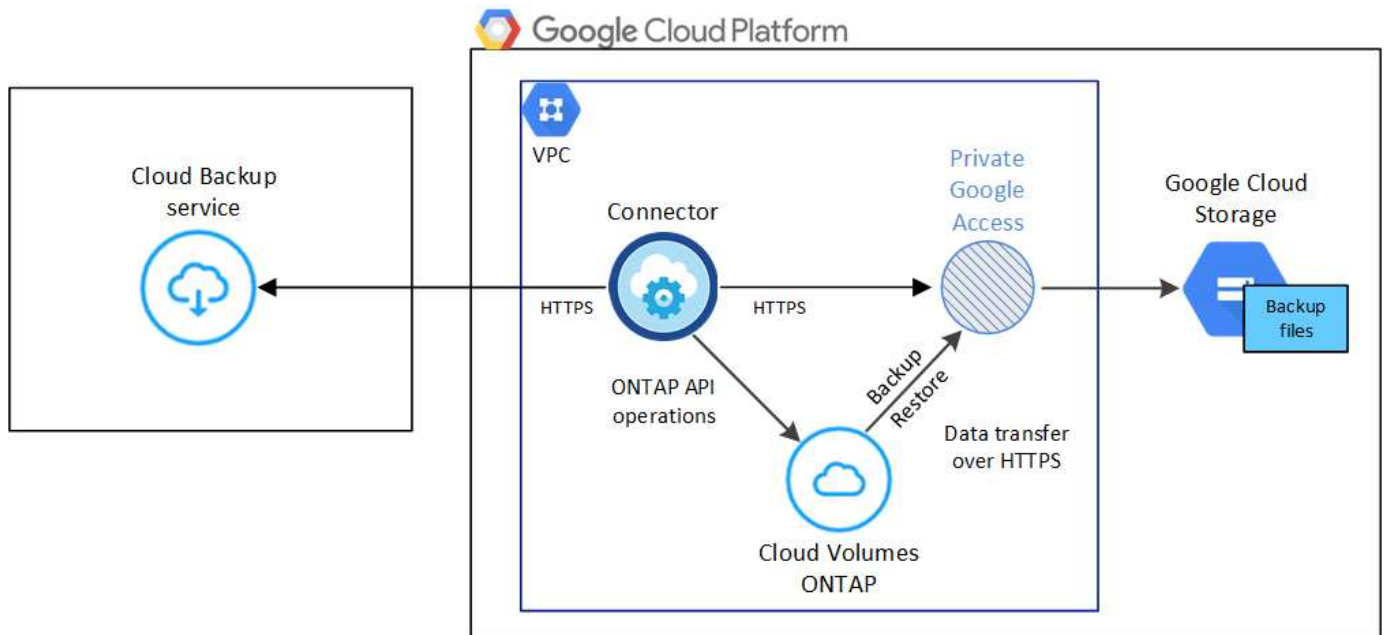 Google Cloud Platform
VPC
Cloud Backup
service
HTTPS
Connector
HTTPS
ONTAP API
operations
Private
Google
Access
Backup
Restore
Data transfer
over HTTPS
Cloud Volumes
ONTAP
Google Cloud
Storage
Backup
files